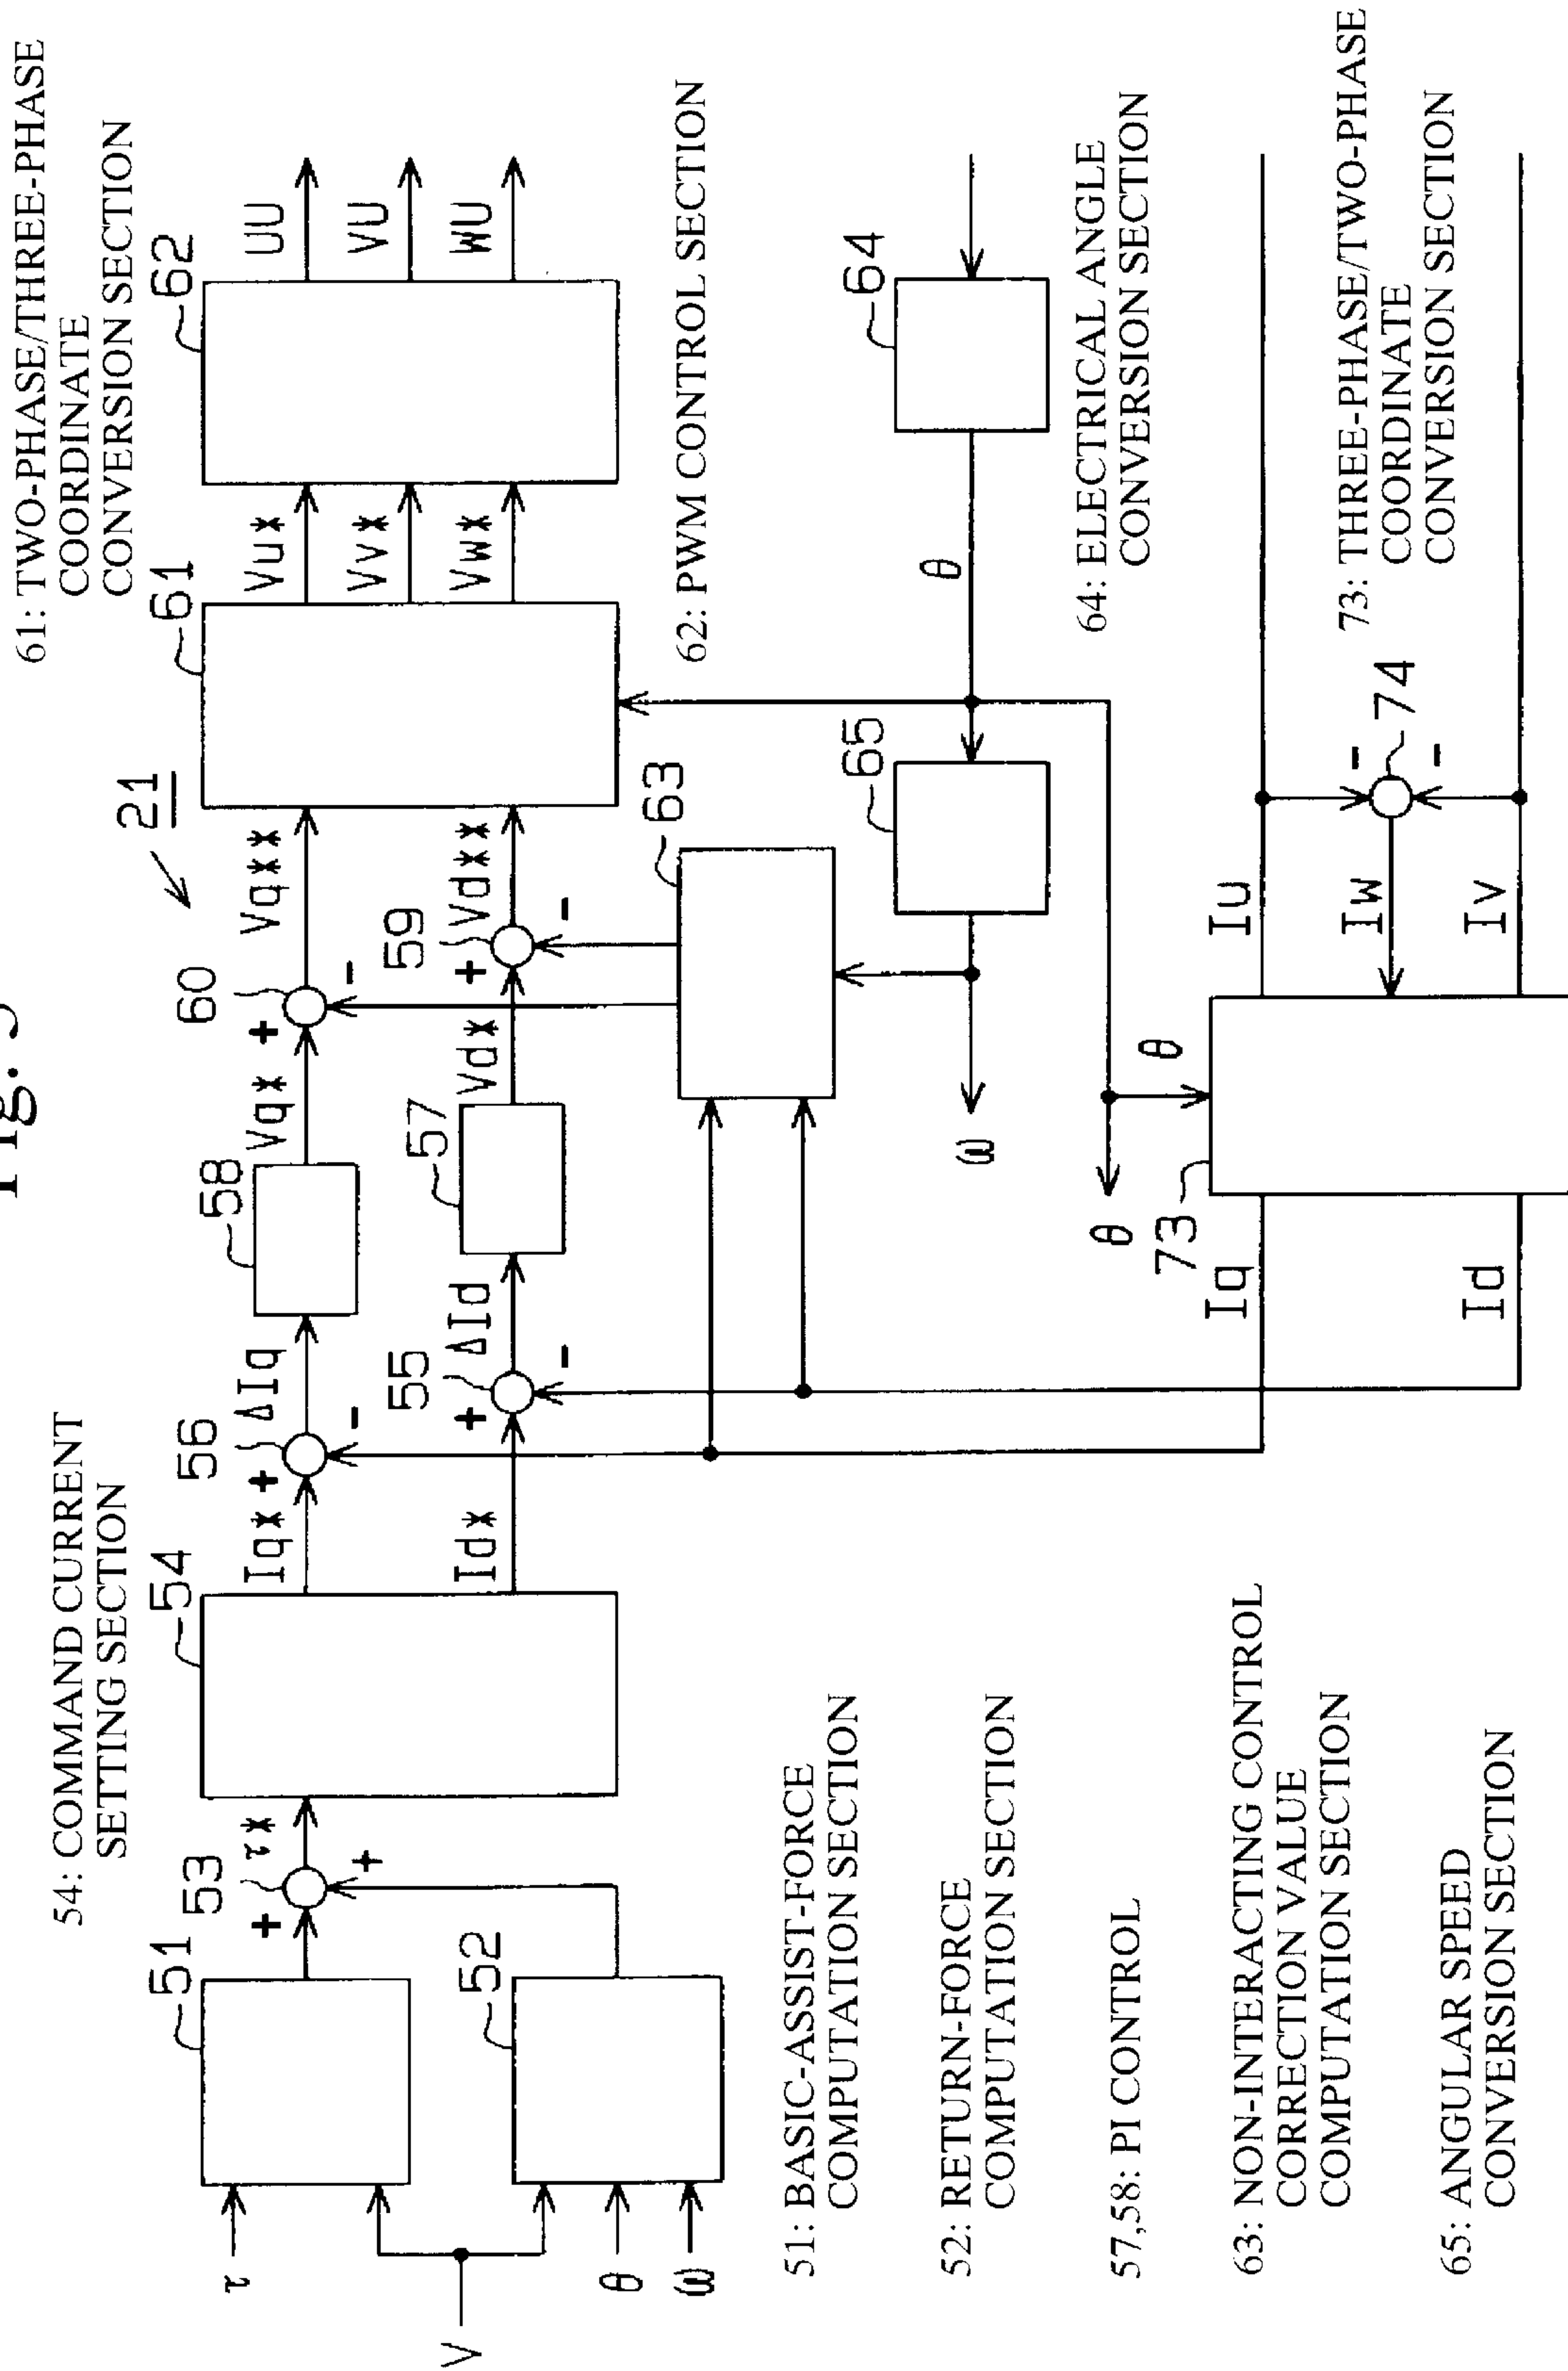 Fig. 3
54: COMMAND CURRENT
SETTING SECTION
61: TWO-PHASE/THREE-PHASE
COORDINATE
CONVERSION SECTION
21
51
53
54
56
58
60
61
62
τ
+
+
τ*
Iq*
+
-
ΔIq
Vq*
+
-
Vq**
Vu*
Vv*
Vw*
UU
VU
WU
V
52
θ
ω
Id*
+
-
55
ΔId
57
Vd*
+
-
59
Vd**
62: PWM CONTROL SECTION
63
65
64
θ
ω
θ
θ
51: BASIC-ASSIST-FORCE
COMPUTATION SECTION
52: RETURN-FORCE
COMPUTATION SECTION
57,58: PI CONTROL
63: NON-INTERACTING CONTROL
CORRECTION VALUE
COMPUTATION SECTION
65: ANGULAR SPEED
CONVERSION SECTION
64: ELECTRICAL ANGLE
CONVERSION SECTION
73
Iq
Id
Iu
Iw
Iv
-
-
74
73: THREE-PHASE/TWO-PHASE
COORDINATE
CONVERSION SECTION